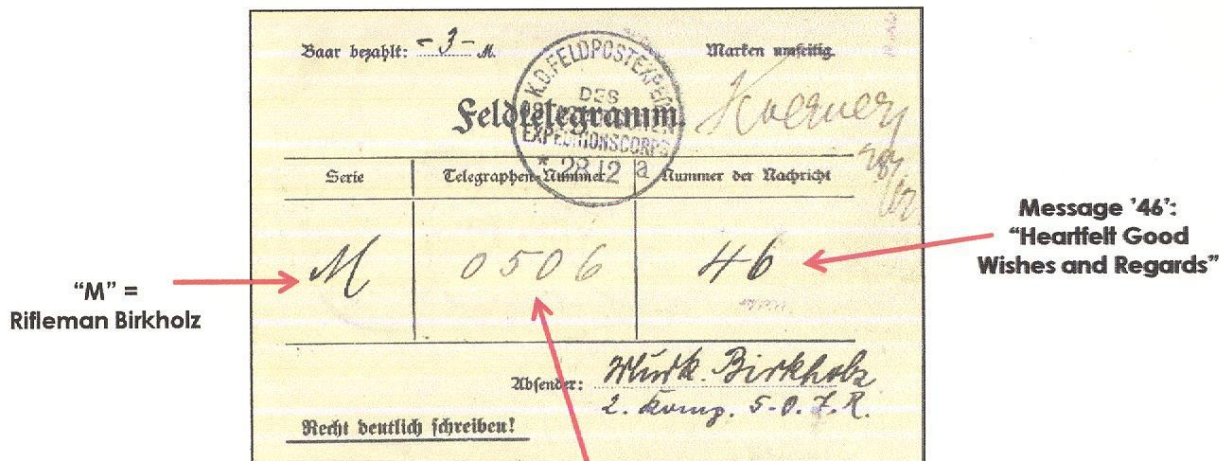 Baar bezahlt: - 3 - M.
Marken umseitig.
K.D. FELDPOSTEXPED.
DES
EXPEDITIONSCORPS
* 28 12 a
Feldtelegramm.
Koerner
Serie
Telegraphen-Nummer
Nummer der Nachricht
M
0506
46
Absender:
Birkholz
2. Komp. 5. O. I. R.
Recht deutlich schreiben!
"M" =
Rifleman Birkholz
Message '46':
"Heartfelt Good
Wishes and Regards"